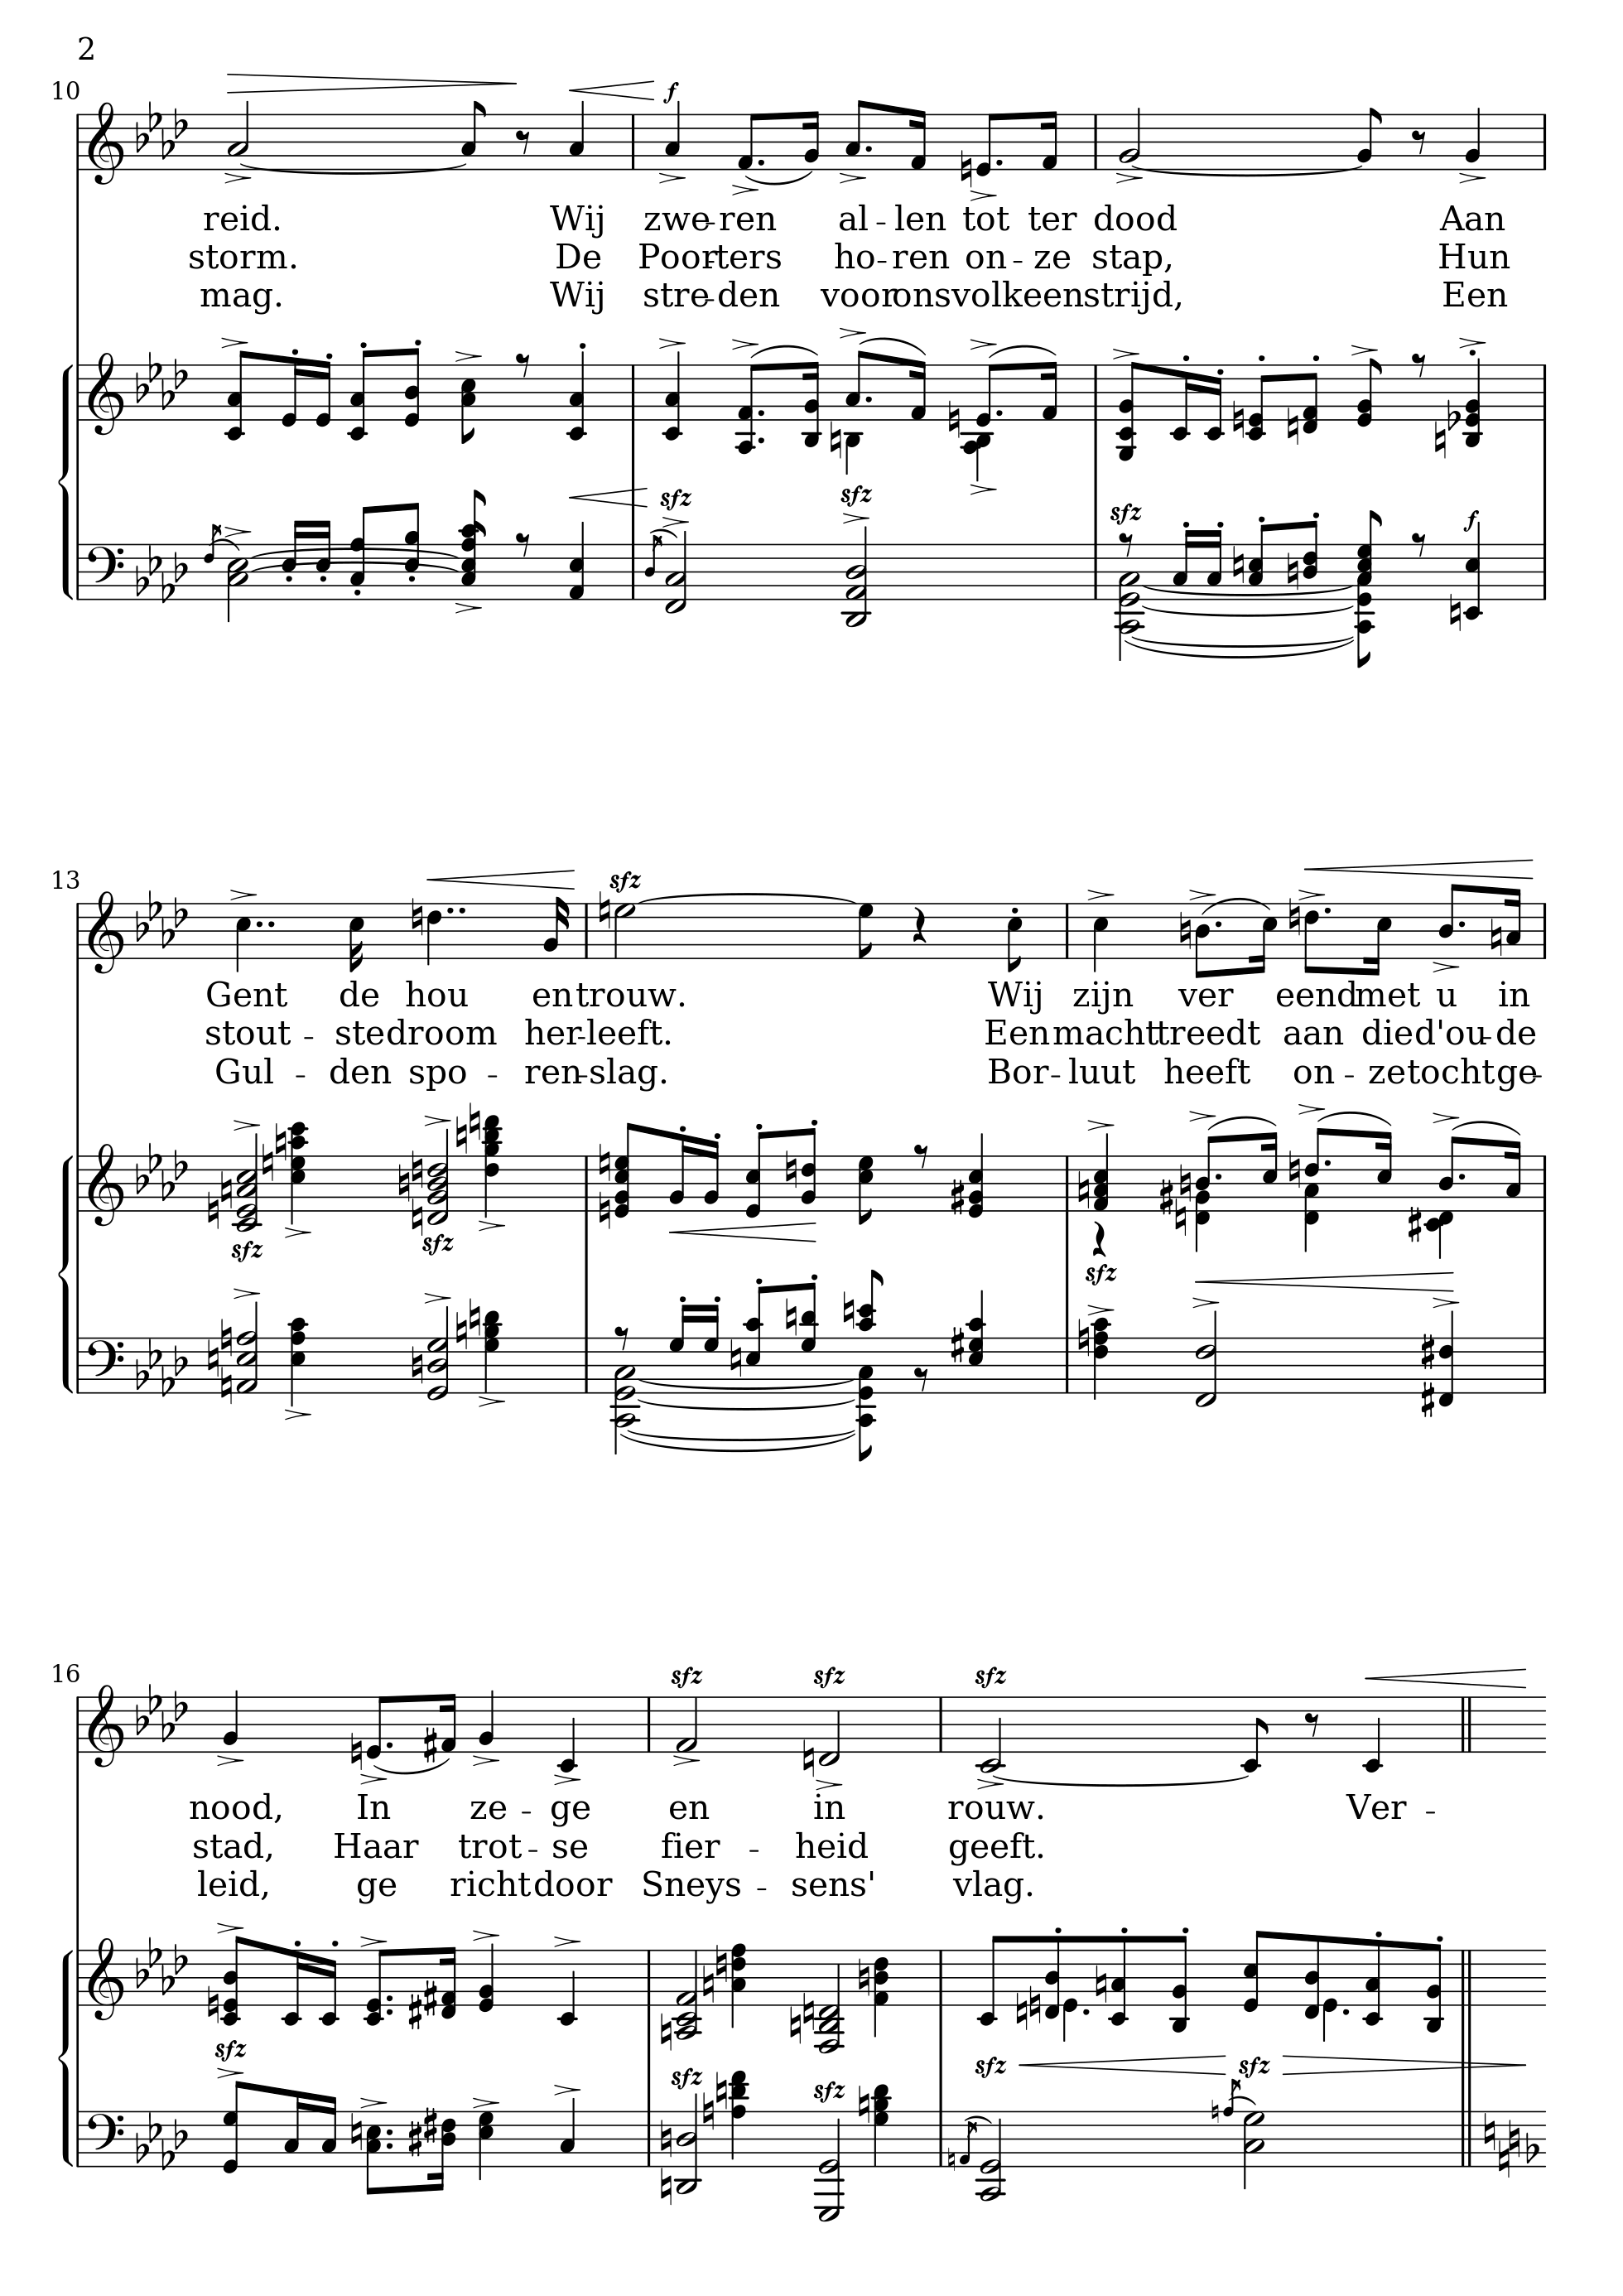 2
10
f
reid. Wij zwe-ren al-len tot ter dood Aan
storm. De Poor-ters ho-ren on-ze stap, Hun
mag. Wij stre-den voor ons volk een strijd, Een
sfz sfz sfz f
13
sfz
Gent de hou en trouw. Wij zijn ver eend met u in
stout-ste droom her-leeft. Een macht treedt aan die d'ou-de
Gul-den spo-ren-slag. Bor-luut heeft on-ze tocht ge-
sfz sfz sfz
16
sfz sfz sfz
nood, In ze-ge en in rouw. Ver-
stad, Haar trot-se fier-heid geeft.
leid, ge richt door Sneys-sens' vlag.
sfz sfz sfz sfz sfz